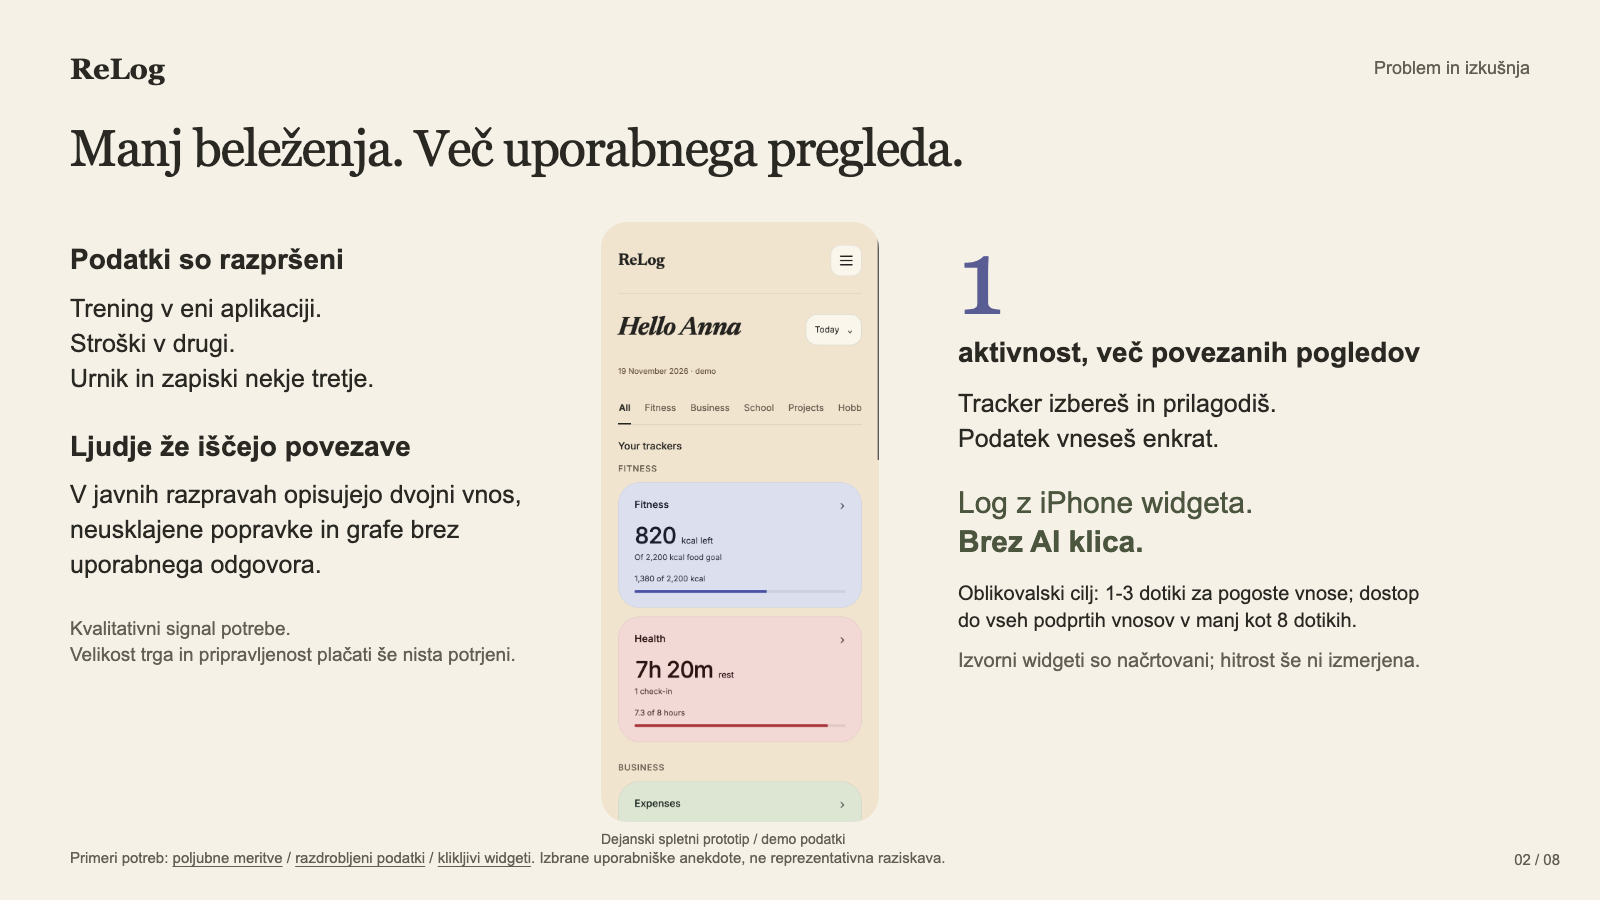 ReLog
Problem in izkušnja
Manj beleženja. Več uporabnega pregleda.
Podatki so razpršeni
Trening v eni aplikaciji.
Stroški v drugi.
Urnik in zapiski nekje tretje.
Ljudje že iščejo povezave
V javnih razpravah opisujejo dvojni vnos,
neusklajene popravke in grafe brez
uporabnega odgovora.
Kvalitativni signal potrebe.
Velikost trga in pripravljenost plačati še nista potrjeni.
ReLog
Hello Anna
Today
19 November 2026 · demo
All Fitness Business School Projects Hobb
Your trackers
FITNESS
Fitness
820 kcal left
Of 2,200 kcal food goal
1,380 of 2,200 kcal
Health
7h 20m rest
1 check-in
7.3 of 8 hours
BUSINESS
Expenses
Dejanski spletni prototip / demo podatki
1
aktivnost, več povezanih pogledov
Tracker izbereš in prilagodiš.
Podatek vneseš enkrat.
Log z iPhone widgeta.
Brez AI klica.
Oblikovalski cilj: 1-3 dotiki za pogoste vnose; dostop
do vseh podprtih vnosov v manj kot 8 dotikih.
Izvorni widgeti so načrtovani; hitrost še ni izmerjena.
Primeri potreb: poljubne meritve / razdrobljeni podatki / klikljivi widgeti. Izbrane uporabniške anekdote, ne reprezentativna raziskava.
02 / 08